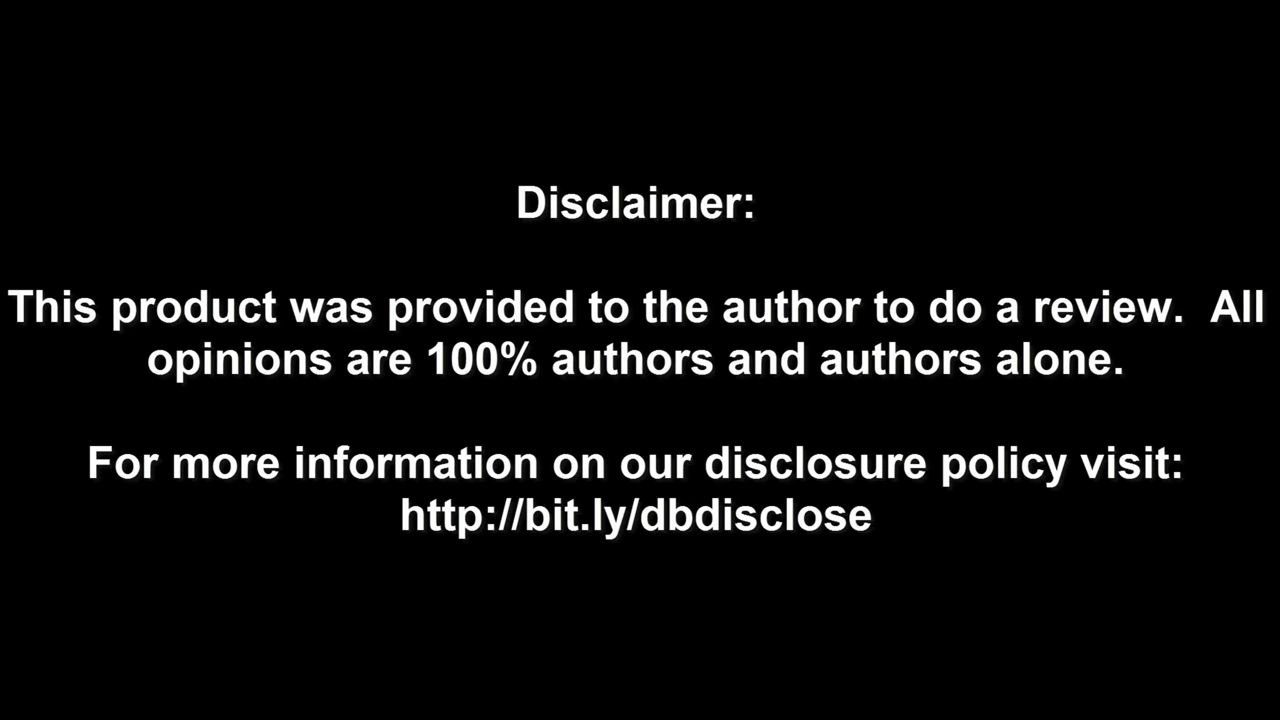 Disclaimer:
This product was provided to the author to do a review.  All
opinions are 100% authors and authors alone.
For more information on our disclosure policy visit:
http://bit.ly/dbdisclose